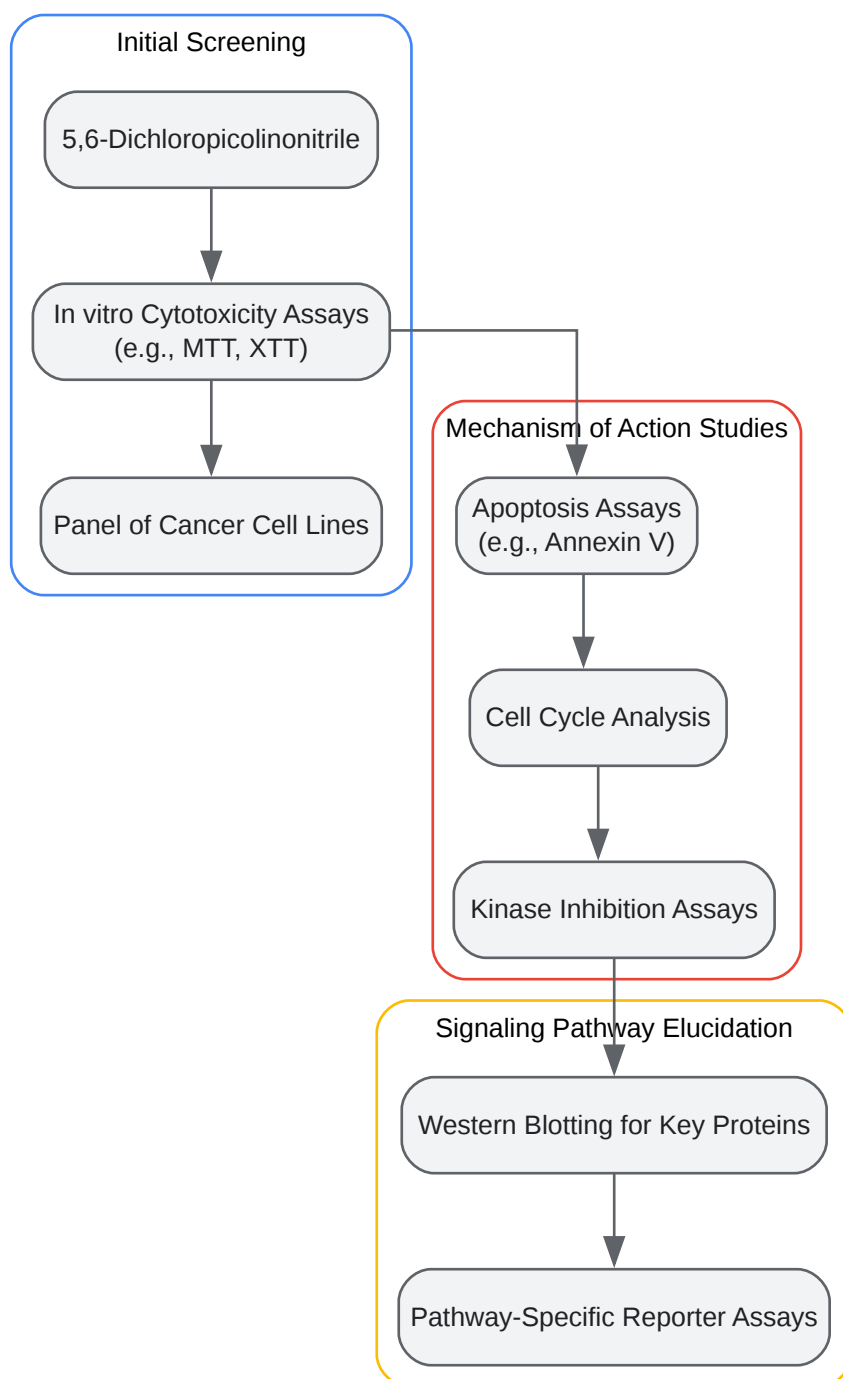 Initial Screening
5,6-Dichloropicolinonitrile
In vitro Cytotoxicity Assays
(e.g., MTT, XTT)
Panel of Cancer Cell Lines
Mechanism of Action Studies
Apoptosis Assays
(e.g., Annexin V)
Cell Cycle Analysis
Kinase Inhibition Assays
Signaling Pathway Elucidation
Western Blotting for Key Proteins
Pathway-Specific Reporter Assays